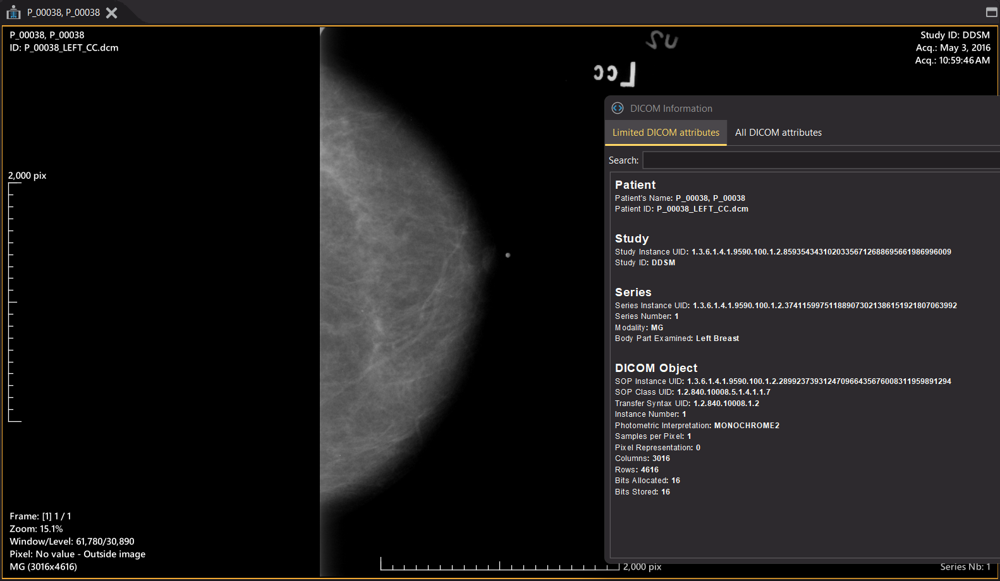 P_00038, P_00038
P_00038, P_00038
ID: P_00038_LEFT_CC.dcm
Study ID: DDSM
Acq.: May 3, 2016
Acq.: 10:59:46 AM
LCC
DICOM Information
Limited DICOM attributes All DICOM attributes
Search:
Patient
Patient's Name: P_00038, P_00038
Patient ID: P_00038_LEFT_CC.dcm
Study
Study Instance UID: 1.3.6.1.4.1.9590.100.1.2.85935434310203356712688695661986996009
Study ID: DDSM
Series
Series Instance UID: 1.3.6.1.4.1.9590.100.1.2.374115997511889073021386151921807063992
Series Number: 1
Modality: MG
Body Part Examined: Left Breast
DICOM Object
SOP Instance UID: 1.3.6.1.4.1.9590.100.1.2.289923739312470966435676008311959891294
SOP Class UID: 1.2.840.10008.5.1.4.1.1.7
Transfer Syntax UID: 1.2.840.10008.1.2
Instance Number: 1
Photometric Interpretation: MONOCHROME2
Samples per Pixel: 1
Pixel Representation: 0
Columns: 3016
Rows: 4616
Bits Allocated: 16
Bits Stored: 16
2,000 pix
Frame: [1] 1 / 1
Zoom: 15.1%
Window/Level: 61,780/30,890
Pixel: No value - Outside image
MG (3016x4616)
2,000 pix
Series Nb: 1